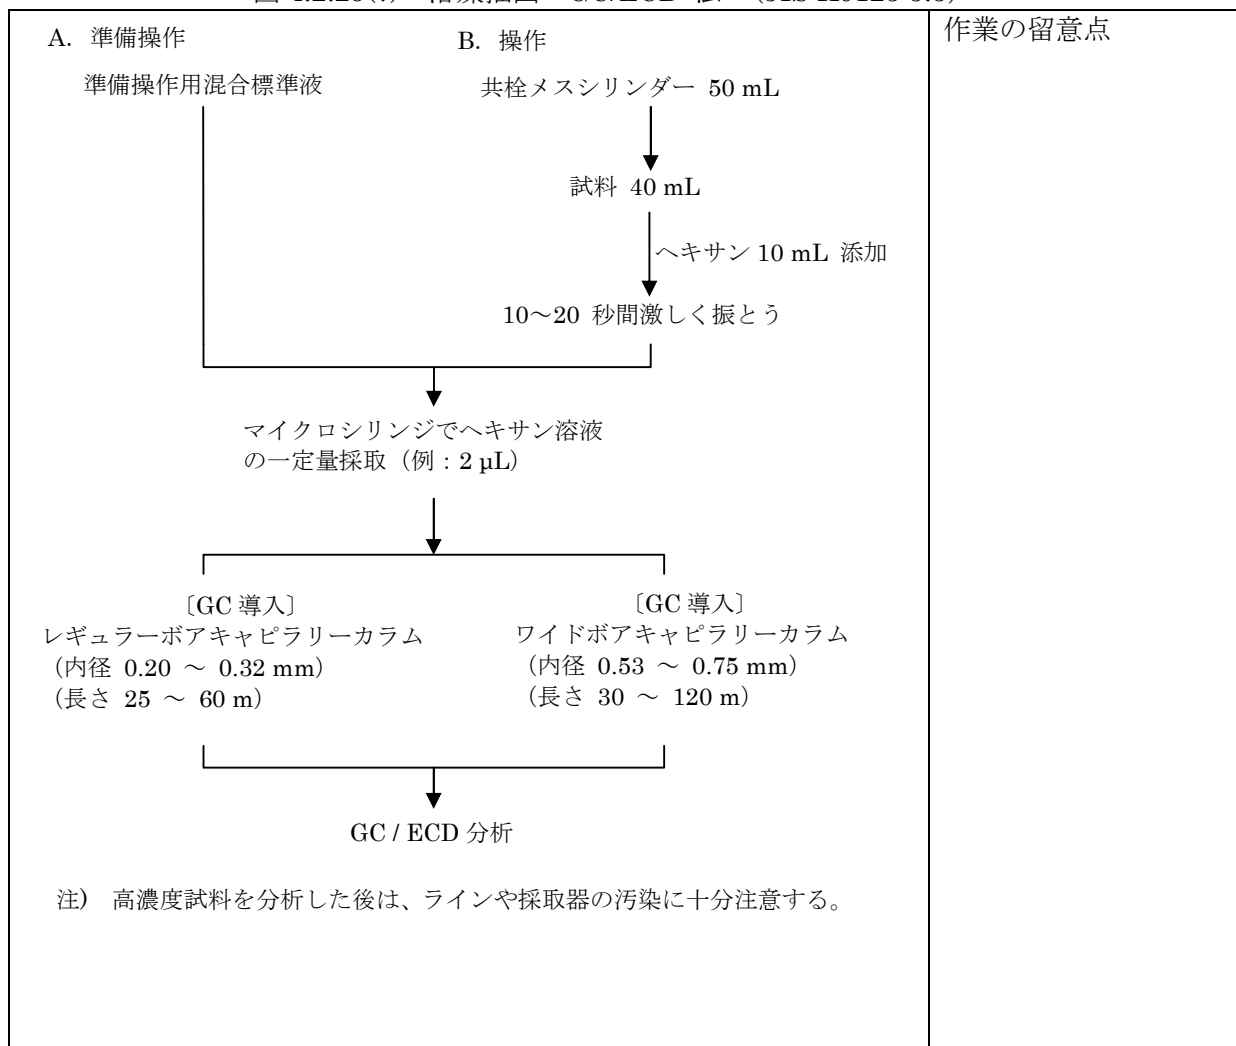 A. 準備操作
準備操作用混合標準液
B. 操作
共栓メスシリンダー 50 mL
試料 40 mL
ヘキサン 10 mL 添加
10～20 秒間激しく振とう
マイクロシリンジでヘキサン溶液
の一定量採取（例：2 µL）
〔GC 導入〕
レギュラーボアキャピラリーカラム
（内径 0.20 ～ 0.32 mm）
（長さ 25 ～ 60 m）
〔GC 導入〕
ワイドボアキャピラリーカラム
（内径 0.53 ～ 0.75 mm）
（長さ 30 ～ 120 m）
GC / ECD 分析
注) 高濃度試料を分析した後は、ラインや採取器の汚染に十分注意する。
作業の留意点